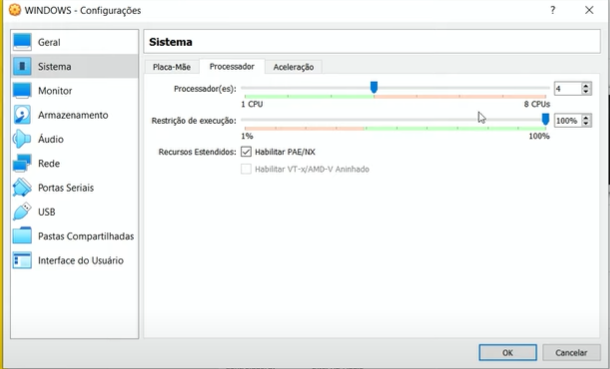 WINDOWS - Configurações
?
Geral
Sistema
Monitor
Armazenamento
Áudio
Rede
Portas Seriais
USB
Pastas Compartilhadas
Interface do Usuário
Sistema
Placa-Mãe Processador Aceleração
Processador(es): 4
1 CPU 8 CPUs
Restrição de execução: 100%
1% 100%
Recursos Estendidos: Habilitar PAE/NX
Habilitar VT-x/AMD-V Aninhado
OK Cancelar